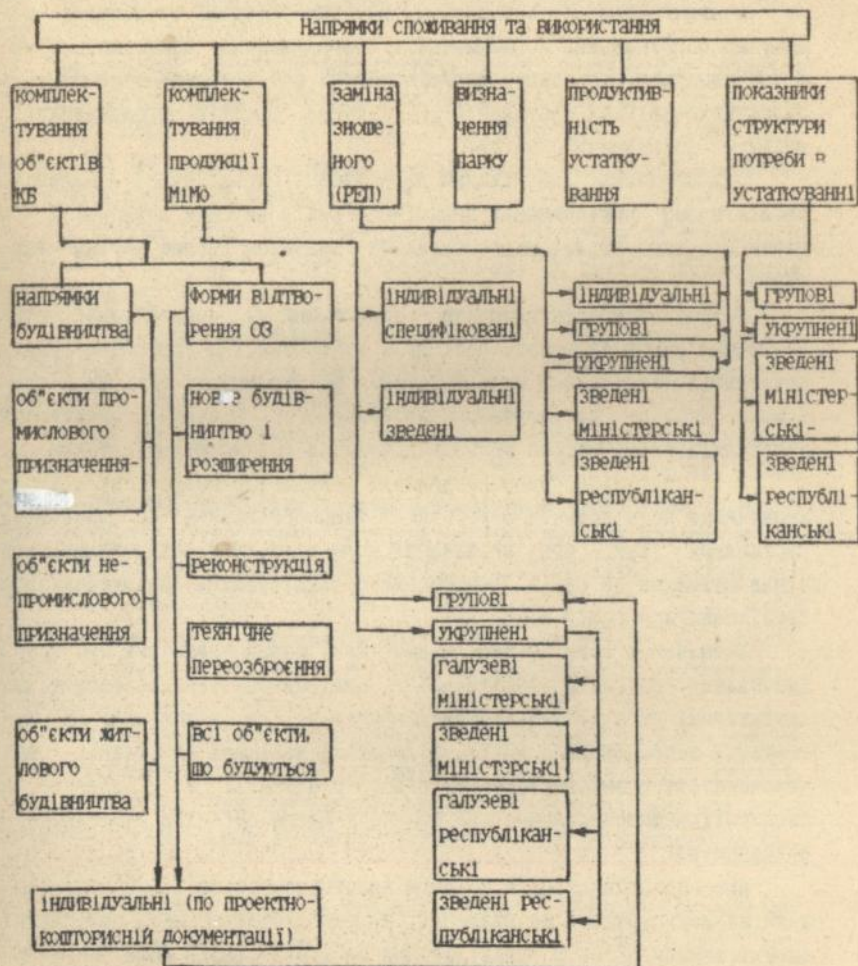 Напрямки споживання та використання
комплек-
тування
об"єктів
КБ
комплек-
тування
продукції
МіМо
заміна
зноше-
ного
(РЕП)
визна-
чення
парку
продуктив-
ність
устатку-
вання
показники
структури
потреби в
устаткуванні
напрямки
будівництва
форми відтво-
рення ОЗ
індивідуальні
специфіковані
індивідуальні
групові
укрупнені
групові
укрупнені
об"єкти про-
мислового
призначення-
нове будів-
ництво і
розширення
індивідуальні
зведені
зведені
міністерські
зведені
республікан-
ські
зведені
міністер-
ські-
зведені
республі-
канські
об"єкти не-
промислового
призначення
реконструкція
технічне
переозброєння
групові
укрупнені
галузеві
міністерські
об"єкти жит-
лового
будівництва
всі об"єкти,
що будуються
зведені
міністерські
галузеві
республікан-
ські
зведені рес-
публіканські
індивідуальні (по проектно-
кошторисній документації)